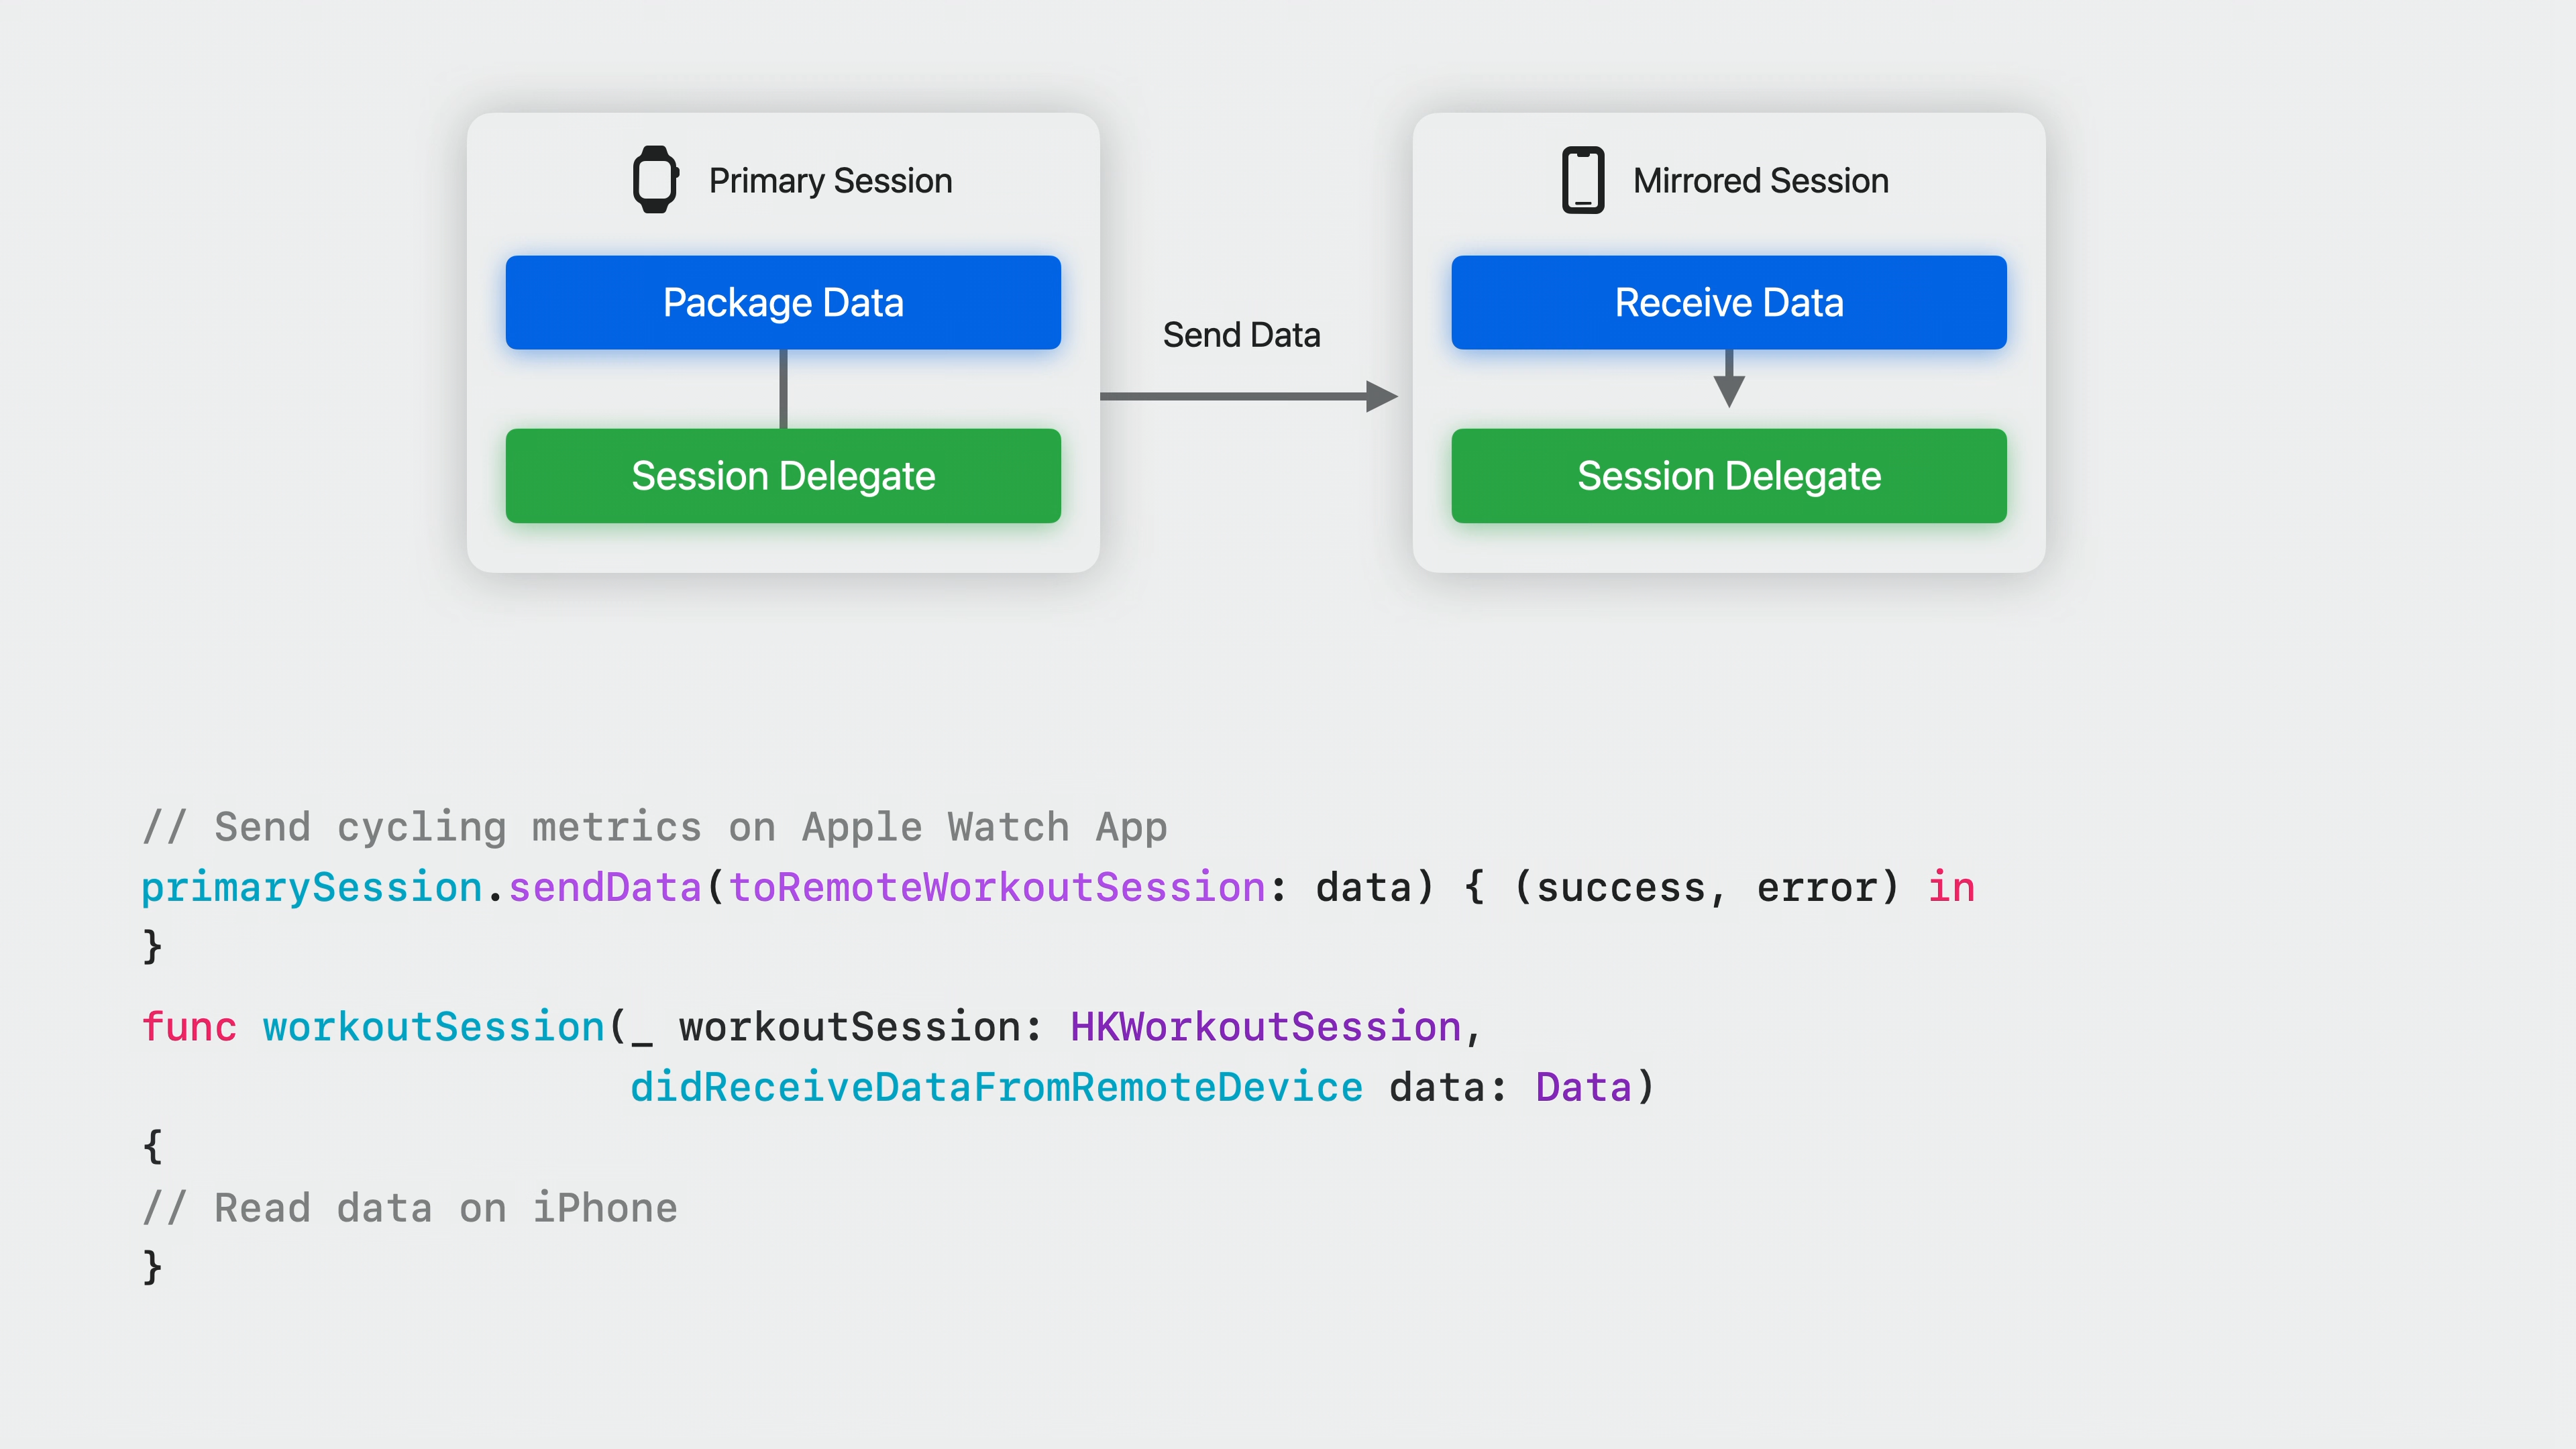 Primary Session
Package Data
Session Delegate
Send Data
Mirrored Session
Receive Data
Session Delegate
// Send cycling metrics on Apple Watch App
primarySession.sendData(toRemoteWorkoutSession: data) { (success, error) in
}
func workoutSession(_ workoutSession: HKWorkoutSession,
didReceiveDataFromRemoteDevice data: Data)
{
// Read data on iPhone
}